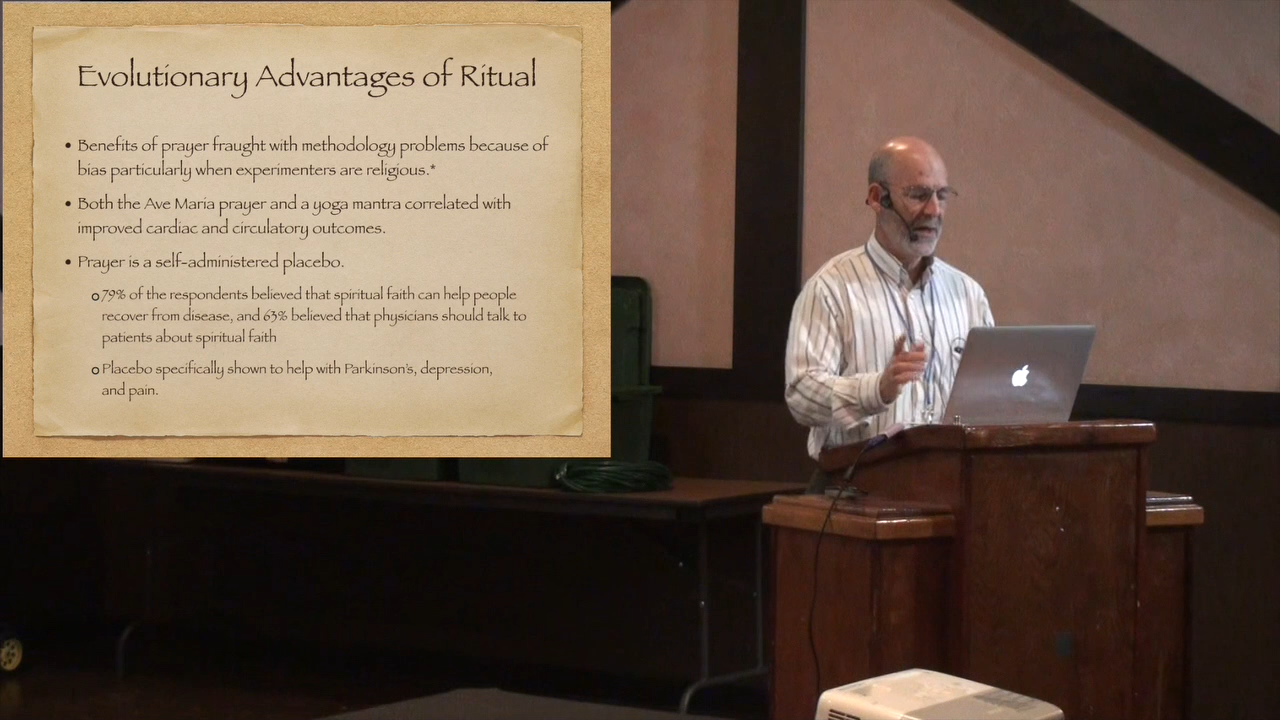 Evolutionary Advantages of Ritual
• Benefits of prayer fraught with methodology problems because of
bias particularly when experimenters are religious.*
• Both the Ave Maria prayer and a yoga mantra correlated with
improved cardiac and circulatory outcomes.
• Prayer is a self-administered placebo.
o 79% of the respondents believed that spiritual faith can help people
recover from disease, and 63% believed that physicians should talk to
patients about spiritual faith
o Placebo specifically shown to help with Parkinson's, depression,
and pain.